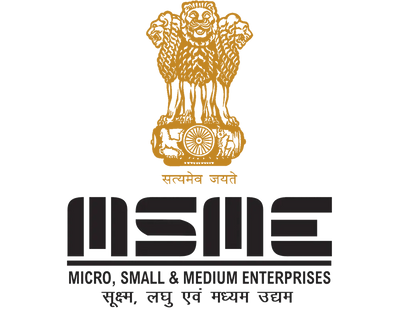 सत्यमेव जयते
MSME
MICRO, SMALL & MEDIUM ENTERPRISES
सूक्ष्म, लघु एवं मध्यम उद्यम